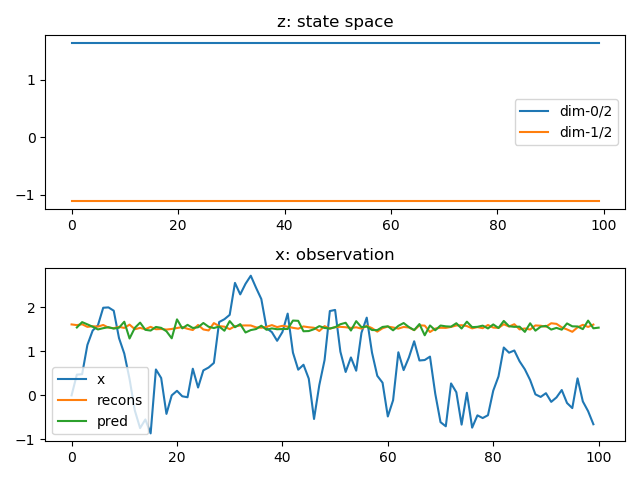 z: state space
1
0
−1
dim-0/2
dim-1/2
0 20 40 60 80 100
x: observation
2
1
0
−1
x
recons
pred
0 20 40 60 80 100